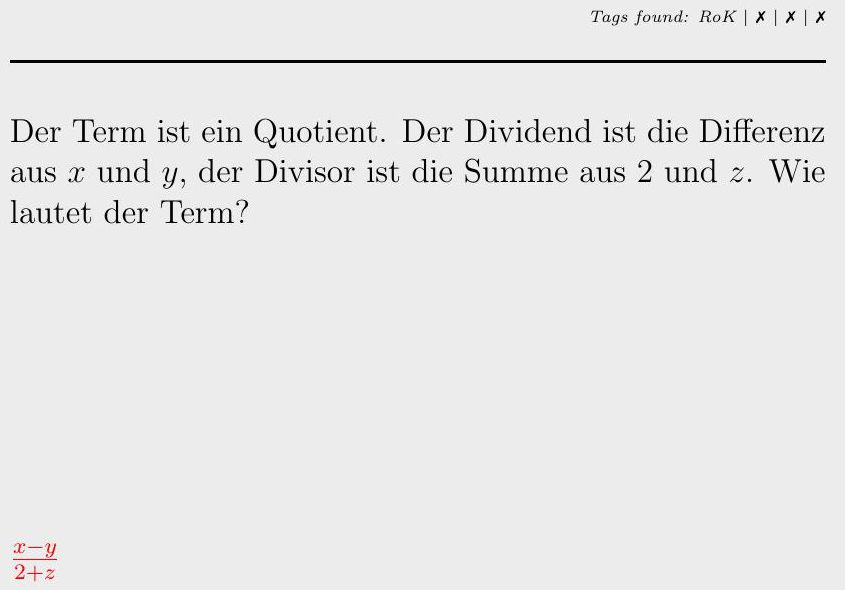 Tags found: RoK | ✗ | ✗ | ✗
Der Term ist ein Quotient. Der Dividend ist die Differenz
aus x und y, der Divisor ist die Summe aus 2 und z. Wie
lautet der Term?
x−y
2+z